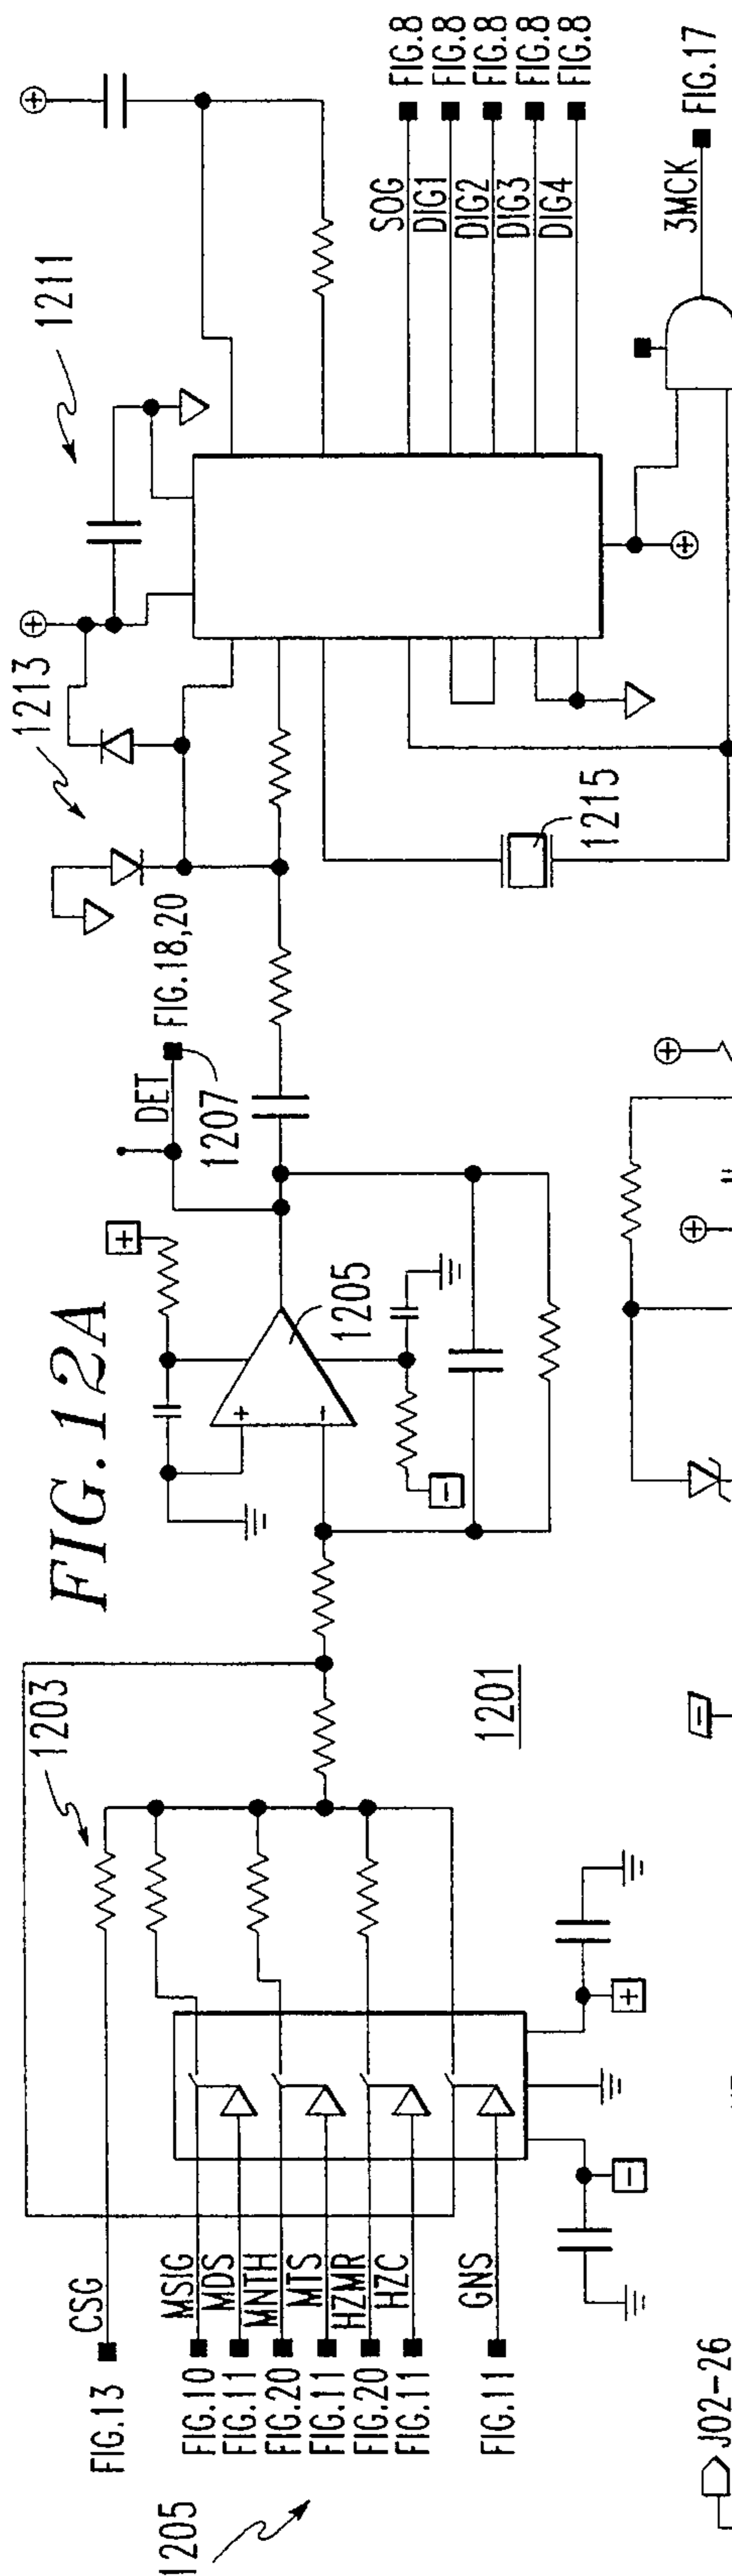 FIG.12A
1205
FIG.13
CSG
FIG.10
MSIG
FIG.11
MDS
FIG.20
MNTH
FIG.11
MTS
FIG.20
HZMR
FIG.11
HZC
FIG.11
GNS
1203
1201
+
-
+
-
1205
+
-
+
-
DET
FIG.18,20
1207
1213
1211
1215
SOG
FIG.8
DIG1
FIG.8
DIG2
FIG.8
DIG3
FIG.8
DIG4
FIG.8
3MCK
FIG.17
J02-26
-
+
+
+
+
+